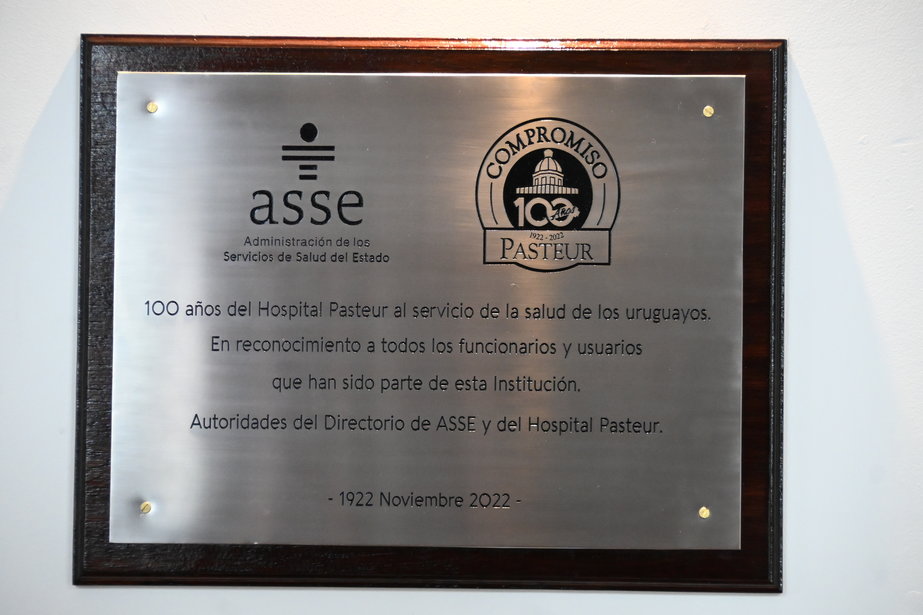 asse
Administración de los
Servicios de Salud del Estado
COMPROMISO
100 AÑOS
1922 - 2022
PASTEUR
100 años del Hospital Pasteur al servicio de la salud de los uruguayos.
En reconocimiento a todos los funcionarios y usuarios
que han sido parte de esta Institución.
Autoridades del Directorio de ASSE y del Hospital Pasteur.
- 1922 Noviembre 2022 -